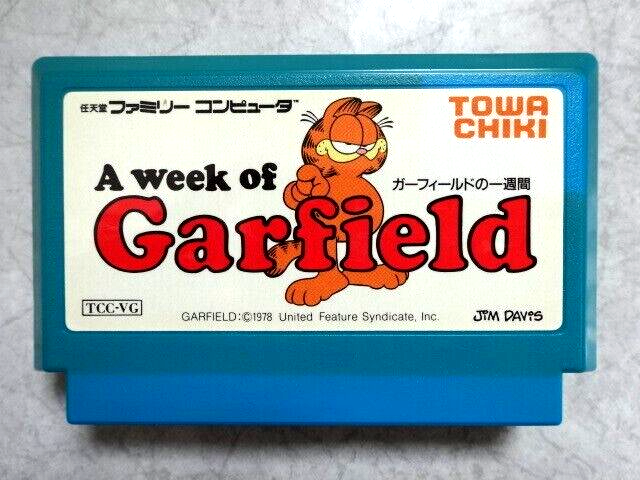 任天堂 ファミリー コンピュータ™
TOWA
CHIKI
A week of
ガーフィールドの一週間
Garfield
TCC-VG
GARFIELD:©1978 United Feature Syndicate, Inc.
JIM DAVIS